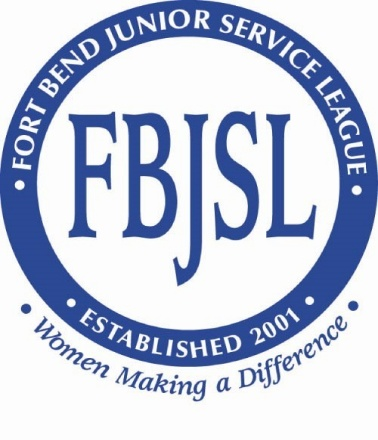 FORT BEND JUNIOR SERVICE LEAGUE
FBJSL
ESTABLISHED 2001
Women Making a Difference